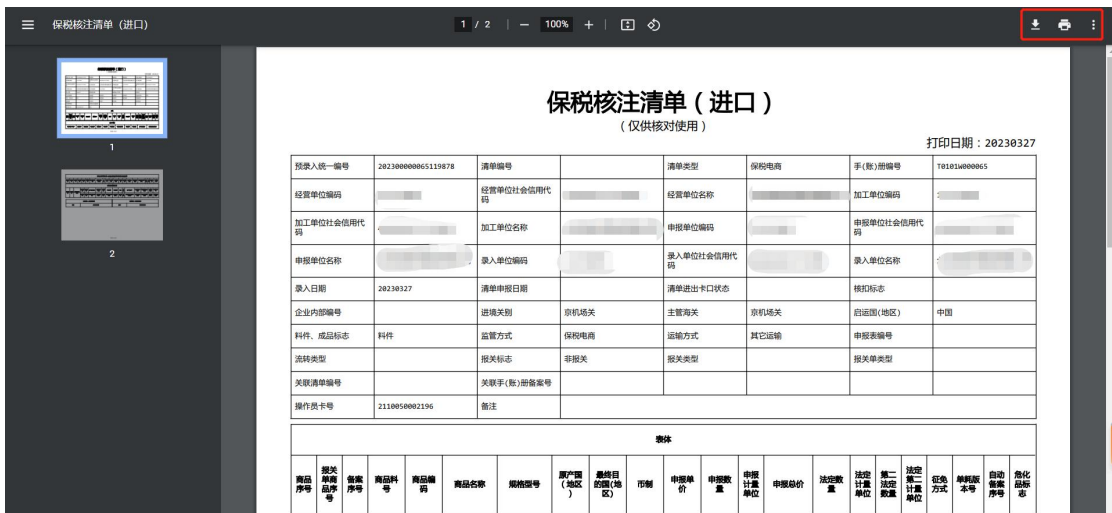 保税核注清单（进口）
1 / 2
100%
1
2
保税核注清单（进口）
（仅供核对使用）
打印日期：20230327
预录入统一编号 202300000065119878 清单编号 清单类型 保税电商 手(账)册编号 T0101W000065
经营单位编码 经营单位社会信用代码 经营单位名称 加工单位编码
加工单位社会信用代码 加工单位名称 申报单位编码 申报单位社会信用代码
申报单位名称 录入单位编码 录入单位社会信用代码 录入单位名称
录入日期 20230327 清单申报日期 清单进出卡口状态 核扣标志
企业内部编号 进境关别 京机场关 主管海关 京机场关 启运国(地区) 中国
料件、成品标志 料件 监管方式 保税电商 运输方式 其它运输 申报表编号
流转类型 报关标志 非报关 报关类型 报关单类型
关联清单编号 关联手(账)册备案号
操作员卡号 2110050002196 备注
表体
商品序号 报关单商品序号 备案序号 商品料号 商品编码 商品名称 规格型号 原产国(地区) 最终目的国(地区) 币制 申报单价 申报数量 申报计量单位 申报总价 法定数量 法定计量单位 第二法定数量 法定第二计量单位 征免方式 单耗版本号 自动备案序号 危化品标志